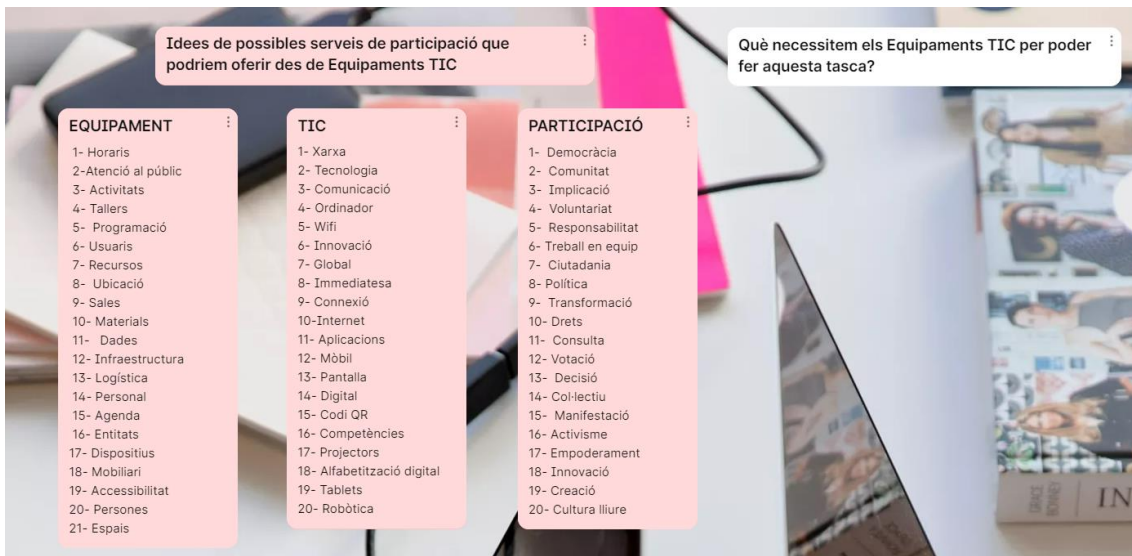 Idees de possibles serveis de participació que
podriem oferir des de Equipaments TIC
Què necessitem els Equipaments TIC per poder
fer aquesta tasca?
EQUIPAMENT
1- Horaris
2-Atenció al públic
3- Activitats
4- Tallers
5- Programació
6- Usuaris
7- Recursos
8- Ubicació
9- Sales
10- Materials
11- Dades
12- Infraestructura
13- Logística
14- Personal
15- Agenda
16- Entitats
17- Dispositius
18- Mobiliari
19- Accessibilitat
20- Persones
21- Espais
TIC
1- Xarxa
2- Tecnologia
3- Comunicació
4- Ordinador
5- Wifi
6- Innovació
7- Global
8- Immediatesa
9- Connexió
10-Internet
11- Aplicacions
12- Mòbil
13- Pantalla
14- Digital
15- Codi QR
16- Competències
17- Projectors
18- Alfabetització digital
19- Tablets
20- Robòtica
PARTICIPACIÓ
1- Democràcia
2- Comunitat
3- Implicació
4- Voluntariat
5- Responsabilitat
6- Treball en equip
7- Ciutadania
8- Política
9- Transformació
10- Drets
11- Consulta
12- Votació
13- Decisió
14- Col·lectiu
15- Manifestació
16- Activisme
17- Empoderament
18- Innovació
19- Creació
20- Cultura lliure
GRACE
BONNEY
IN